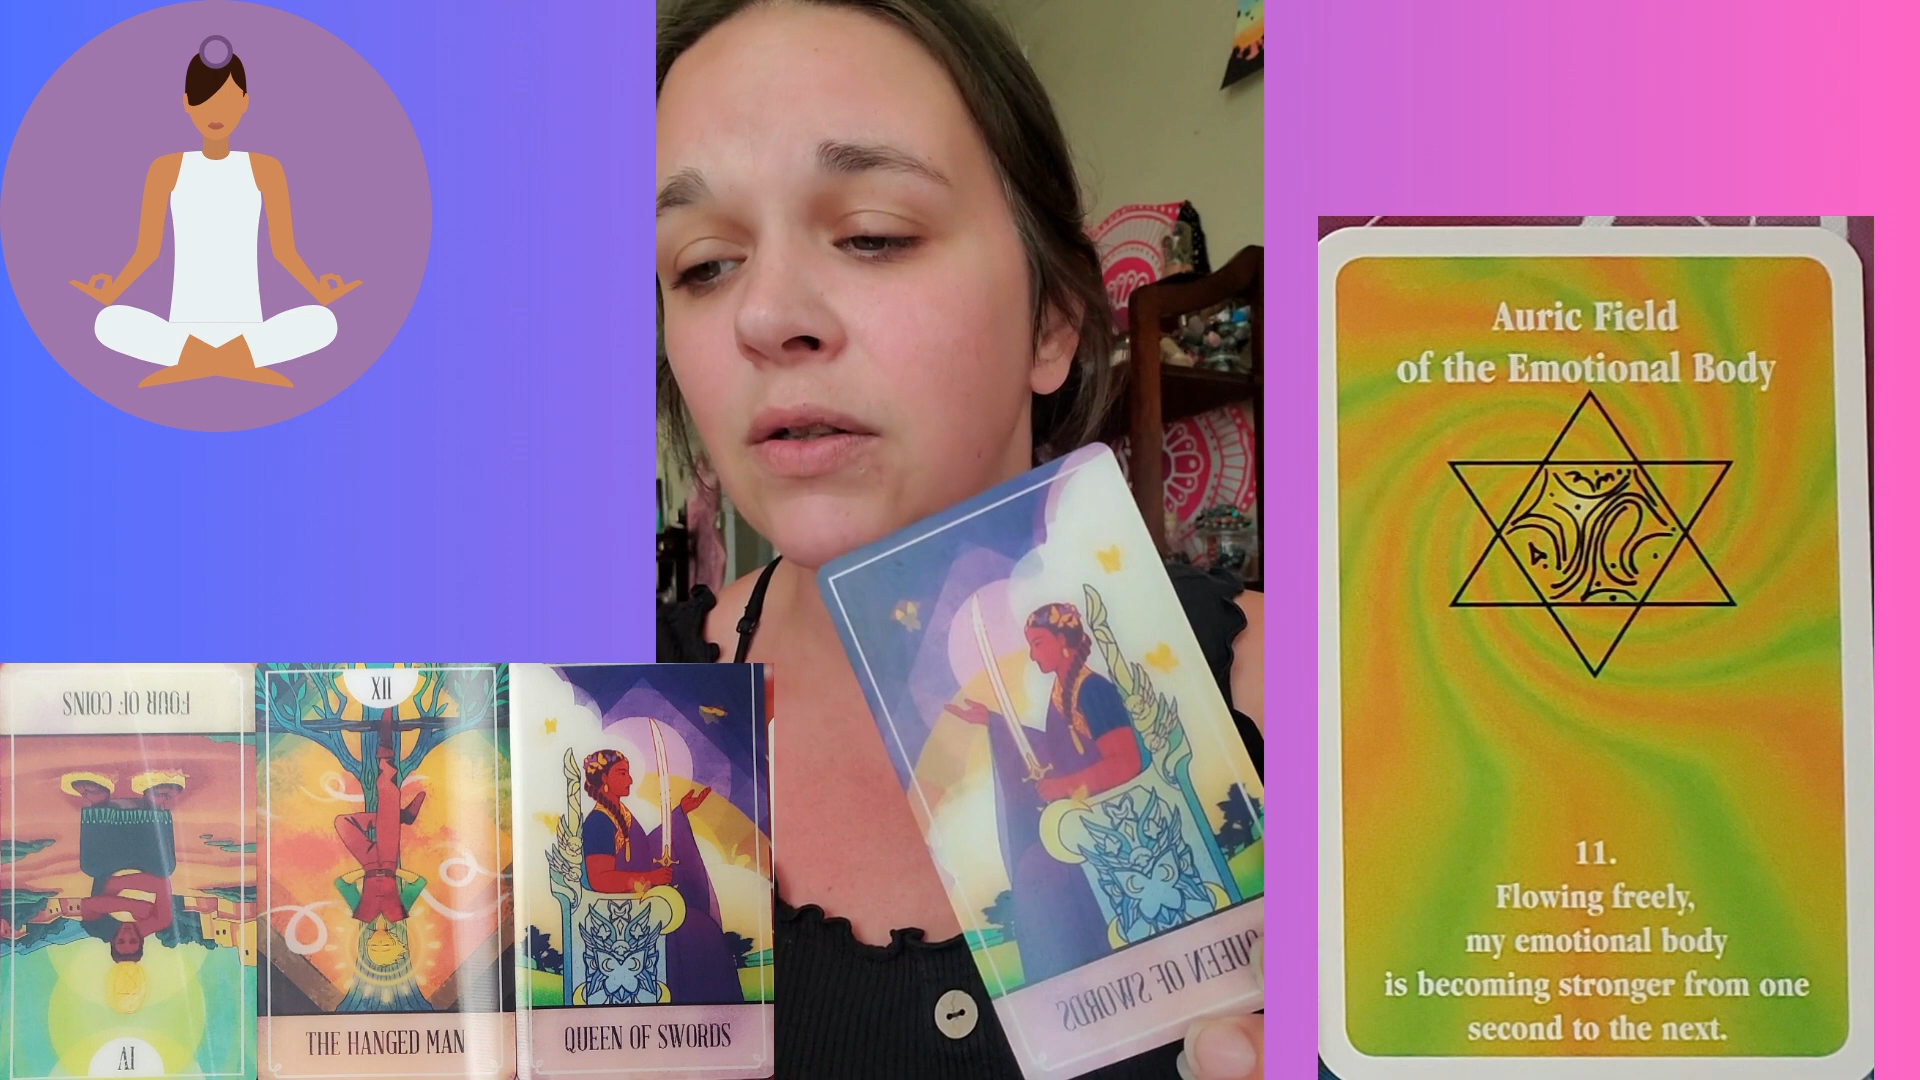 Auric Field
of the Emotional Body
11.
Flowing freely,
my emotional body
is becoming stronger from one
second to the next.
FOUR OF COINS
IV
XII
THE HANGED MAN
QUEEN OF SWORDS
QUEEN OF SWORDS